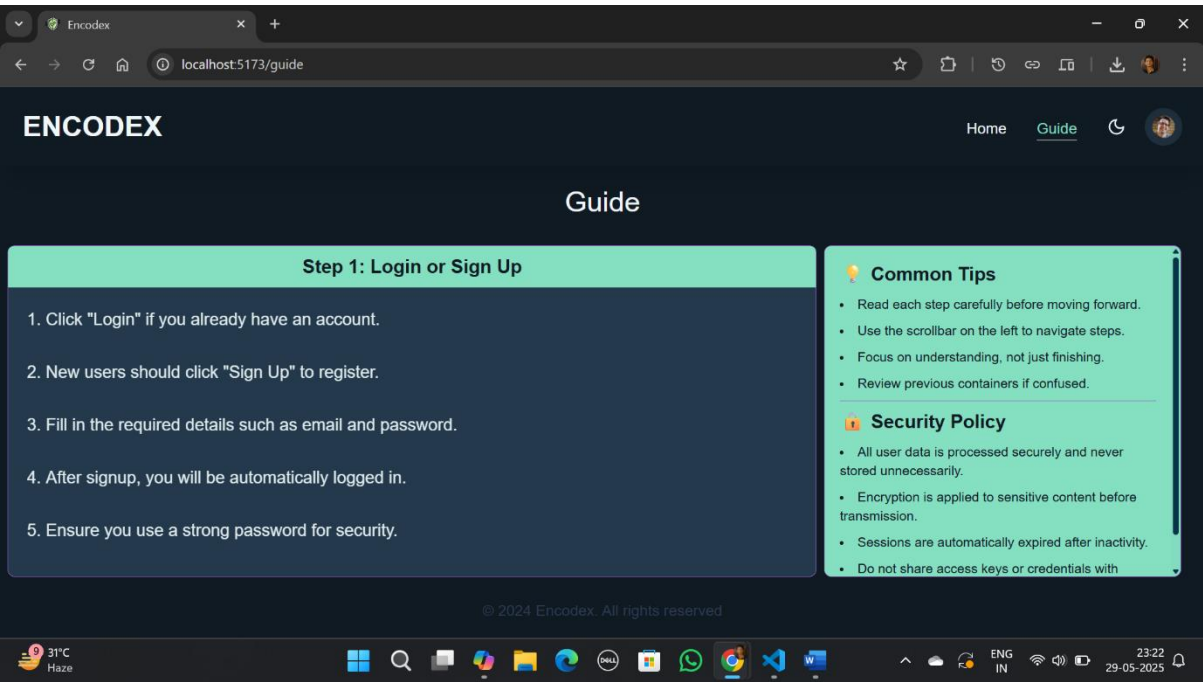 Encodex
localhost:5173/guide
ENCODEX
Home
Guide
Guide
Step 1: Login or Sign Up
1. Click "Login" if you already have an account.
2. New users should click "Sign Up" to register.
3. Fill in the required details such as email and password.
4. After signup, you will be automatically logged in.
5. Ensure you use a strong password for security.
Common Tips
• Read each step carefully before moving forward.
• Use the scrollbar on the left to navigate steps.
• Focus on understanding, not just finishing.
• Review previous containers if confused.
Security Policy
• All user data is processed securely and never
stored unnecessarily.
• Encryption is applied to sensitive content before
transmission.
• Sessions are automatically expired after inactivity.
• Do not share access keys or credentials with
© 2024 Encodex. All rights reserved
9
31°C
Haze
DELL
W
ENG
IN
23:22
29-05-2025